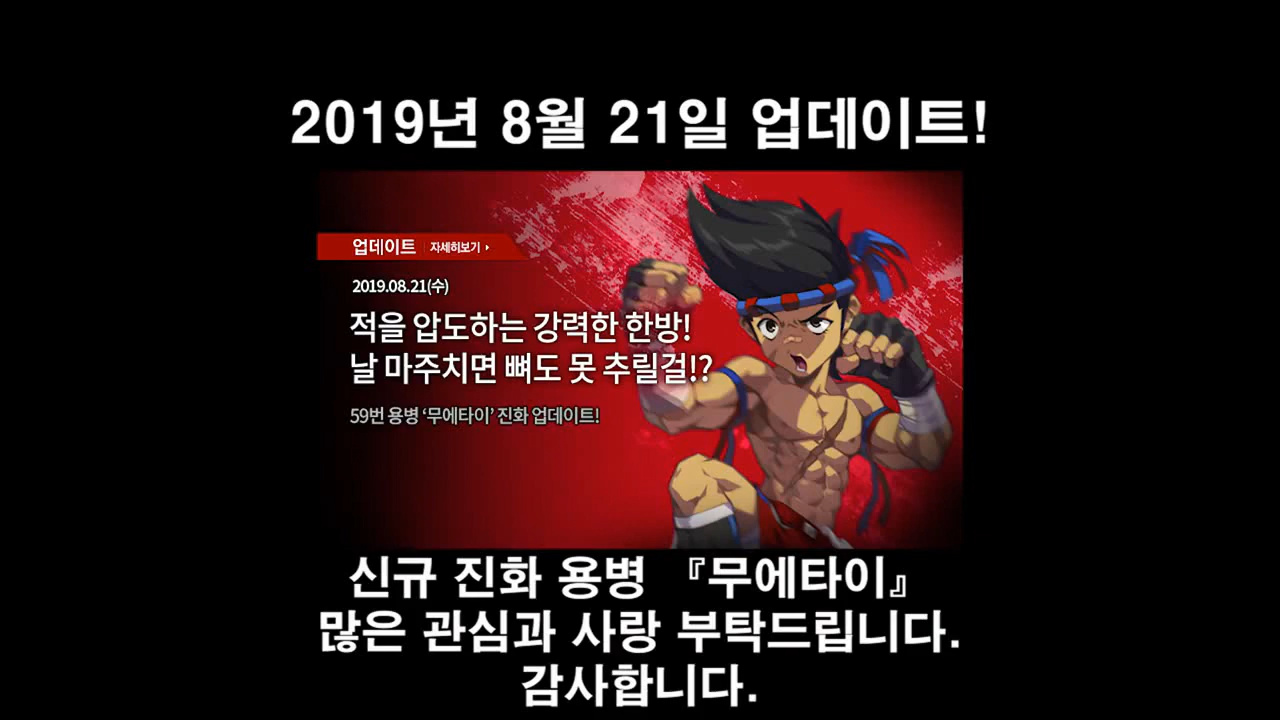 2019년 8월 21일 업데이트!
업데이트 자세히보기
2019.08.21(수)
적을 압도하는 강력한 한방!
날 마주치면 뼈도 못 추릴걸!?
59번 용병 ‘무에타이’ 진화 업데이트!
신규 진화 용병 『무에타이』
많은 관심과 사랑 부탁드립니다.
감사합니다.